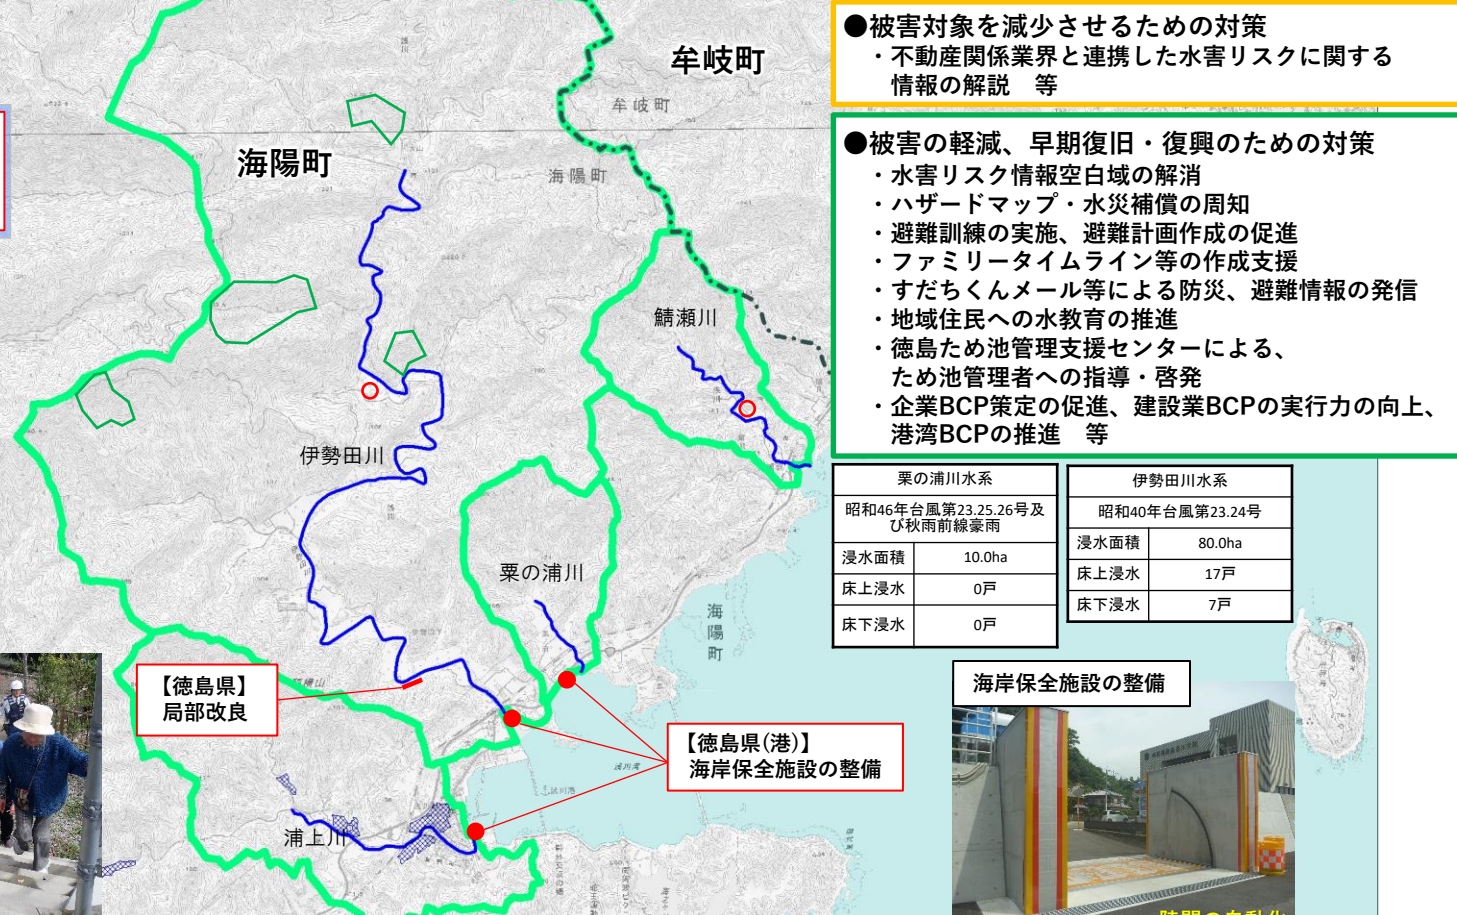 ●被害対象を減少させるための対策
・不動産関係業界と連携した水害リスクに関する
情報の解説　等
●被害の軽減、早期復旧・復興のための対策
・水害リスク情報空白域の解消
・ハザードマップ・水災補償の周知
・避難訓練の実施、避難計画作成の促進
・ファミリータイムライン等の作成支援
・すだちくんメール等による防災、避難情報の発信
・地域住民への水教育の推進
・徳島ため池管理支援センターによる、
ため池管理者への指導・啓発
・企業BCP策定の促進、建設業BCPの実行力の向上、
港湾BCPの推進　等
牟岐町
牟岐町
海陽町
海陽町
鯖瀬川
伊勢田川
粟の浦川
海陽町
浦上川
浅川湾
【徳島県】
局部改良
【徳島県(港)】
海岸保全施設の整備
粟の浦川水系
昭和46年台風第23.25.26号及
び秋雨前線豪雨
浸水面積 10.0ha
床上浸水 0戸
床下浸水 0戸
伊勢田川水系
昭和40年台風第23.24号
浸水面積 80.0ha
床上浸水 17戸
床下浸水 7戸
海岸保全施設の整備